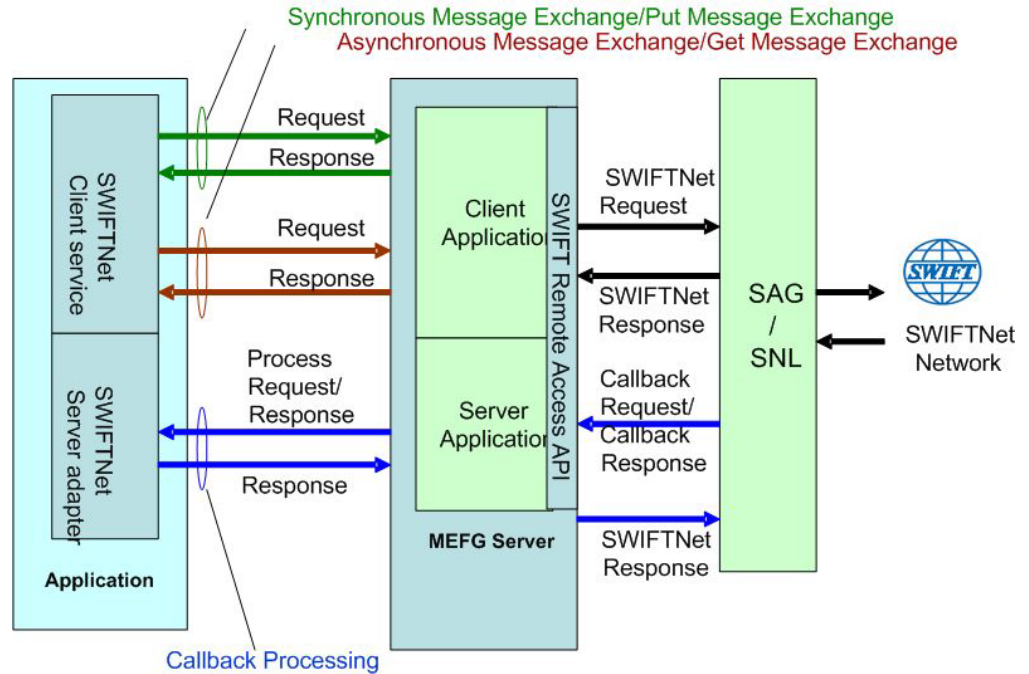 Synchronous Message Exchange/Put Message Exchange
Asynchronous Message Exchange/Get Message Exchange
SWIFTNet
Client service
SWIFTNet
Server adapter
Application
Request
Response
Request
Response
Process
Request/
Response
Response
Callback Processing
Client
Application
Server
Application
SWIFT Remote Access API
MEFG Server
SWIFTNet
Request
SWIFTNet
Response
Callback
Request/
Callback
Response
SWIFTNet
Response
SAG
/
SNL
SWIFT
SWIFTNet
Network